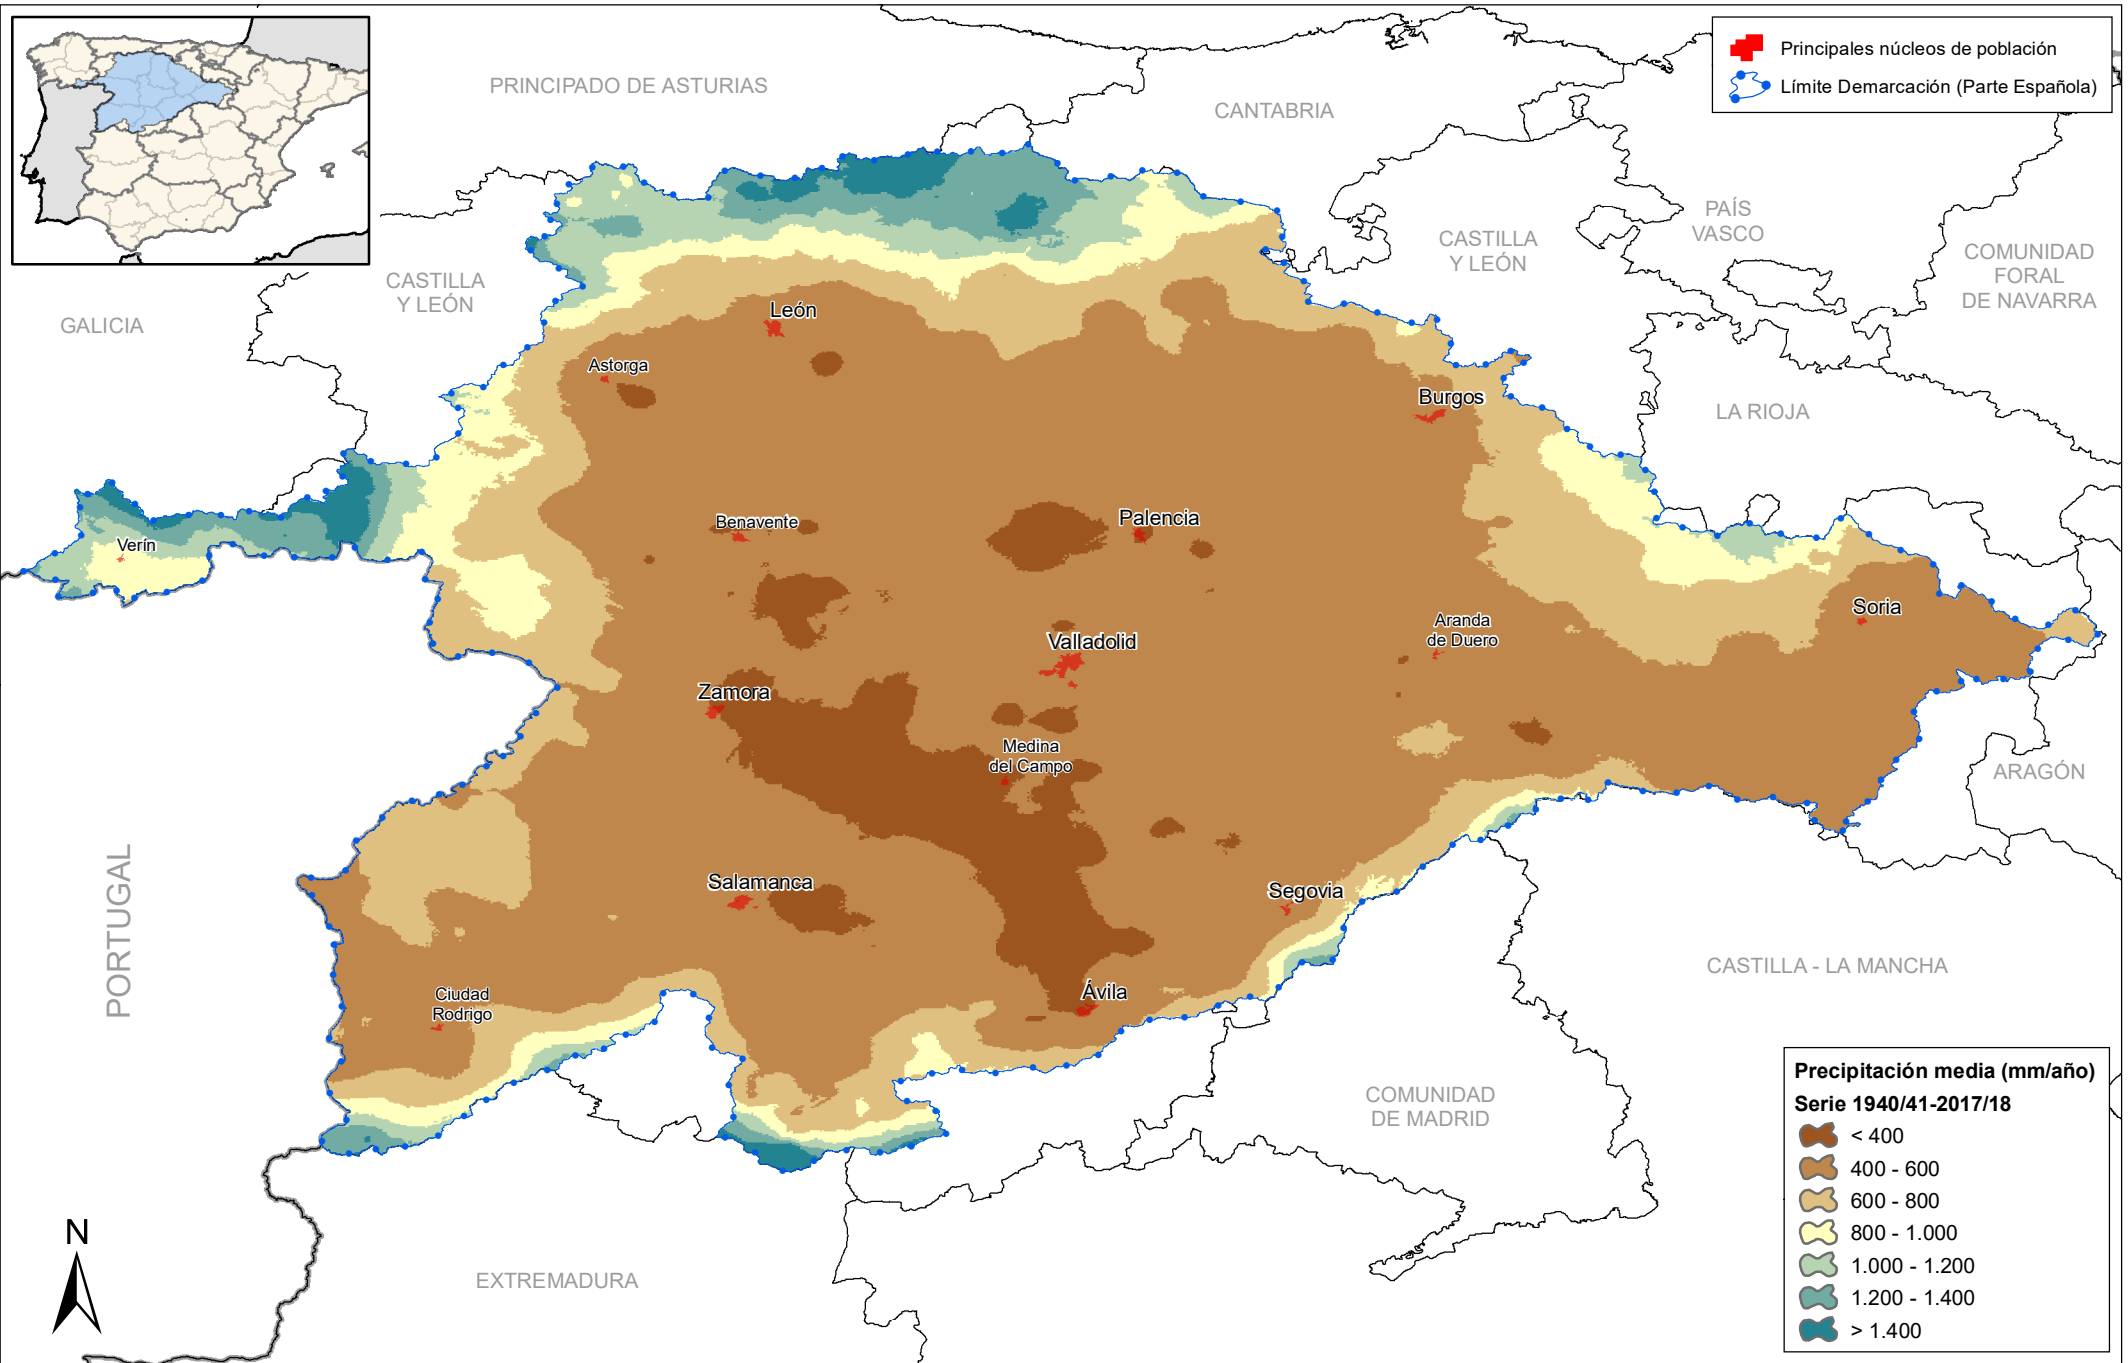 Principales núcleos de población
Límite Demarcación (Parte Española)
PRINCIPADO DE ASTURIAS
CANTABRIA
PAÍS
VASCO
CASTILLA
Y LEÓN
COMUNIDAD
FORAL
DE NAVARRA
CASTILLA
Y LEÓN
GALICIA
León
Astorga
Burgos
LA RIOJA
Benavente
Palencia
Verín
Soria
Aranda
de Duero
Valladolid
Zamora
Medina
del Campo
ARAGÓN
PORTUGAL
Salamanca
Segovia
CASTILLA - LA MANCHA
Ciudad
Rodrigo
Ávila
COMUNIDAD
DE MADRID
EXTREMADURA
N
Precipitación media (mm/año)
Serie 1940/41-2017/18
< 400
400 - 600
600 - 800
800 - 1.000
1.000 - 1.200
1.200 - 1.400
> 1.400